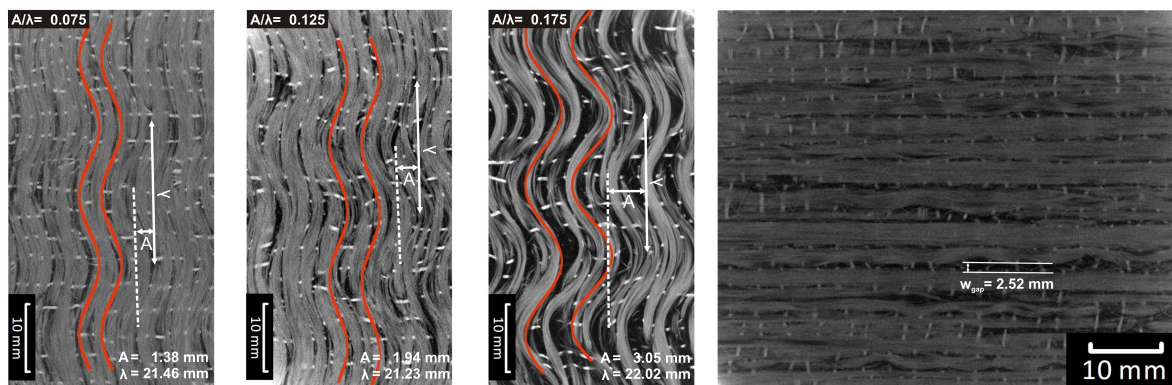 A/λ= 0.075
λ
A
10 mm
A= 1.38 mm
λ= 21.46 mm
A/λ= 0.125
λ
A
10 mm
A= 1.94 mm
λ= 21.23 mm
A/λ= 0.175
λ
A
10 mm
A= 3.05 mm
λ= 22.02 mm
w_gap = 2.52 mm
10 mm